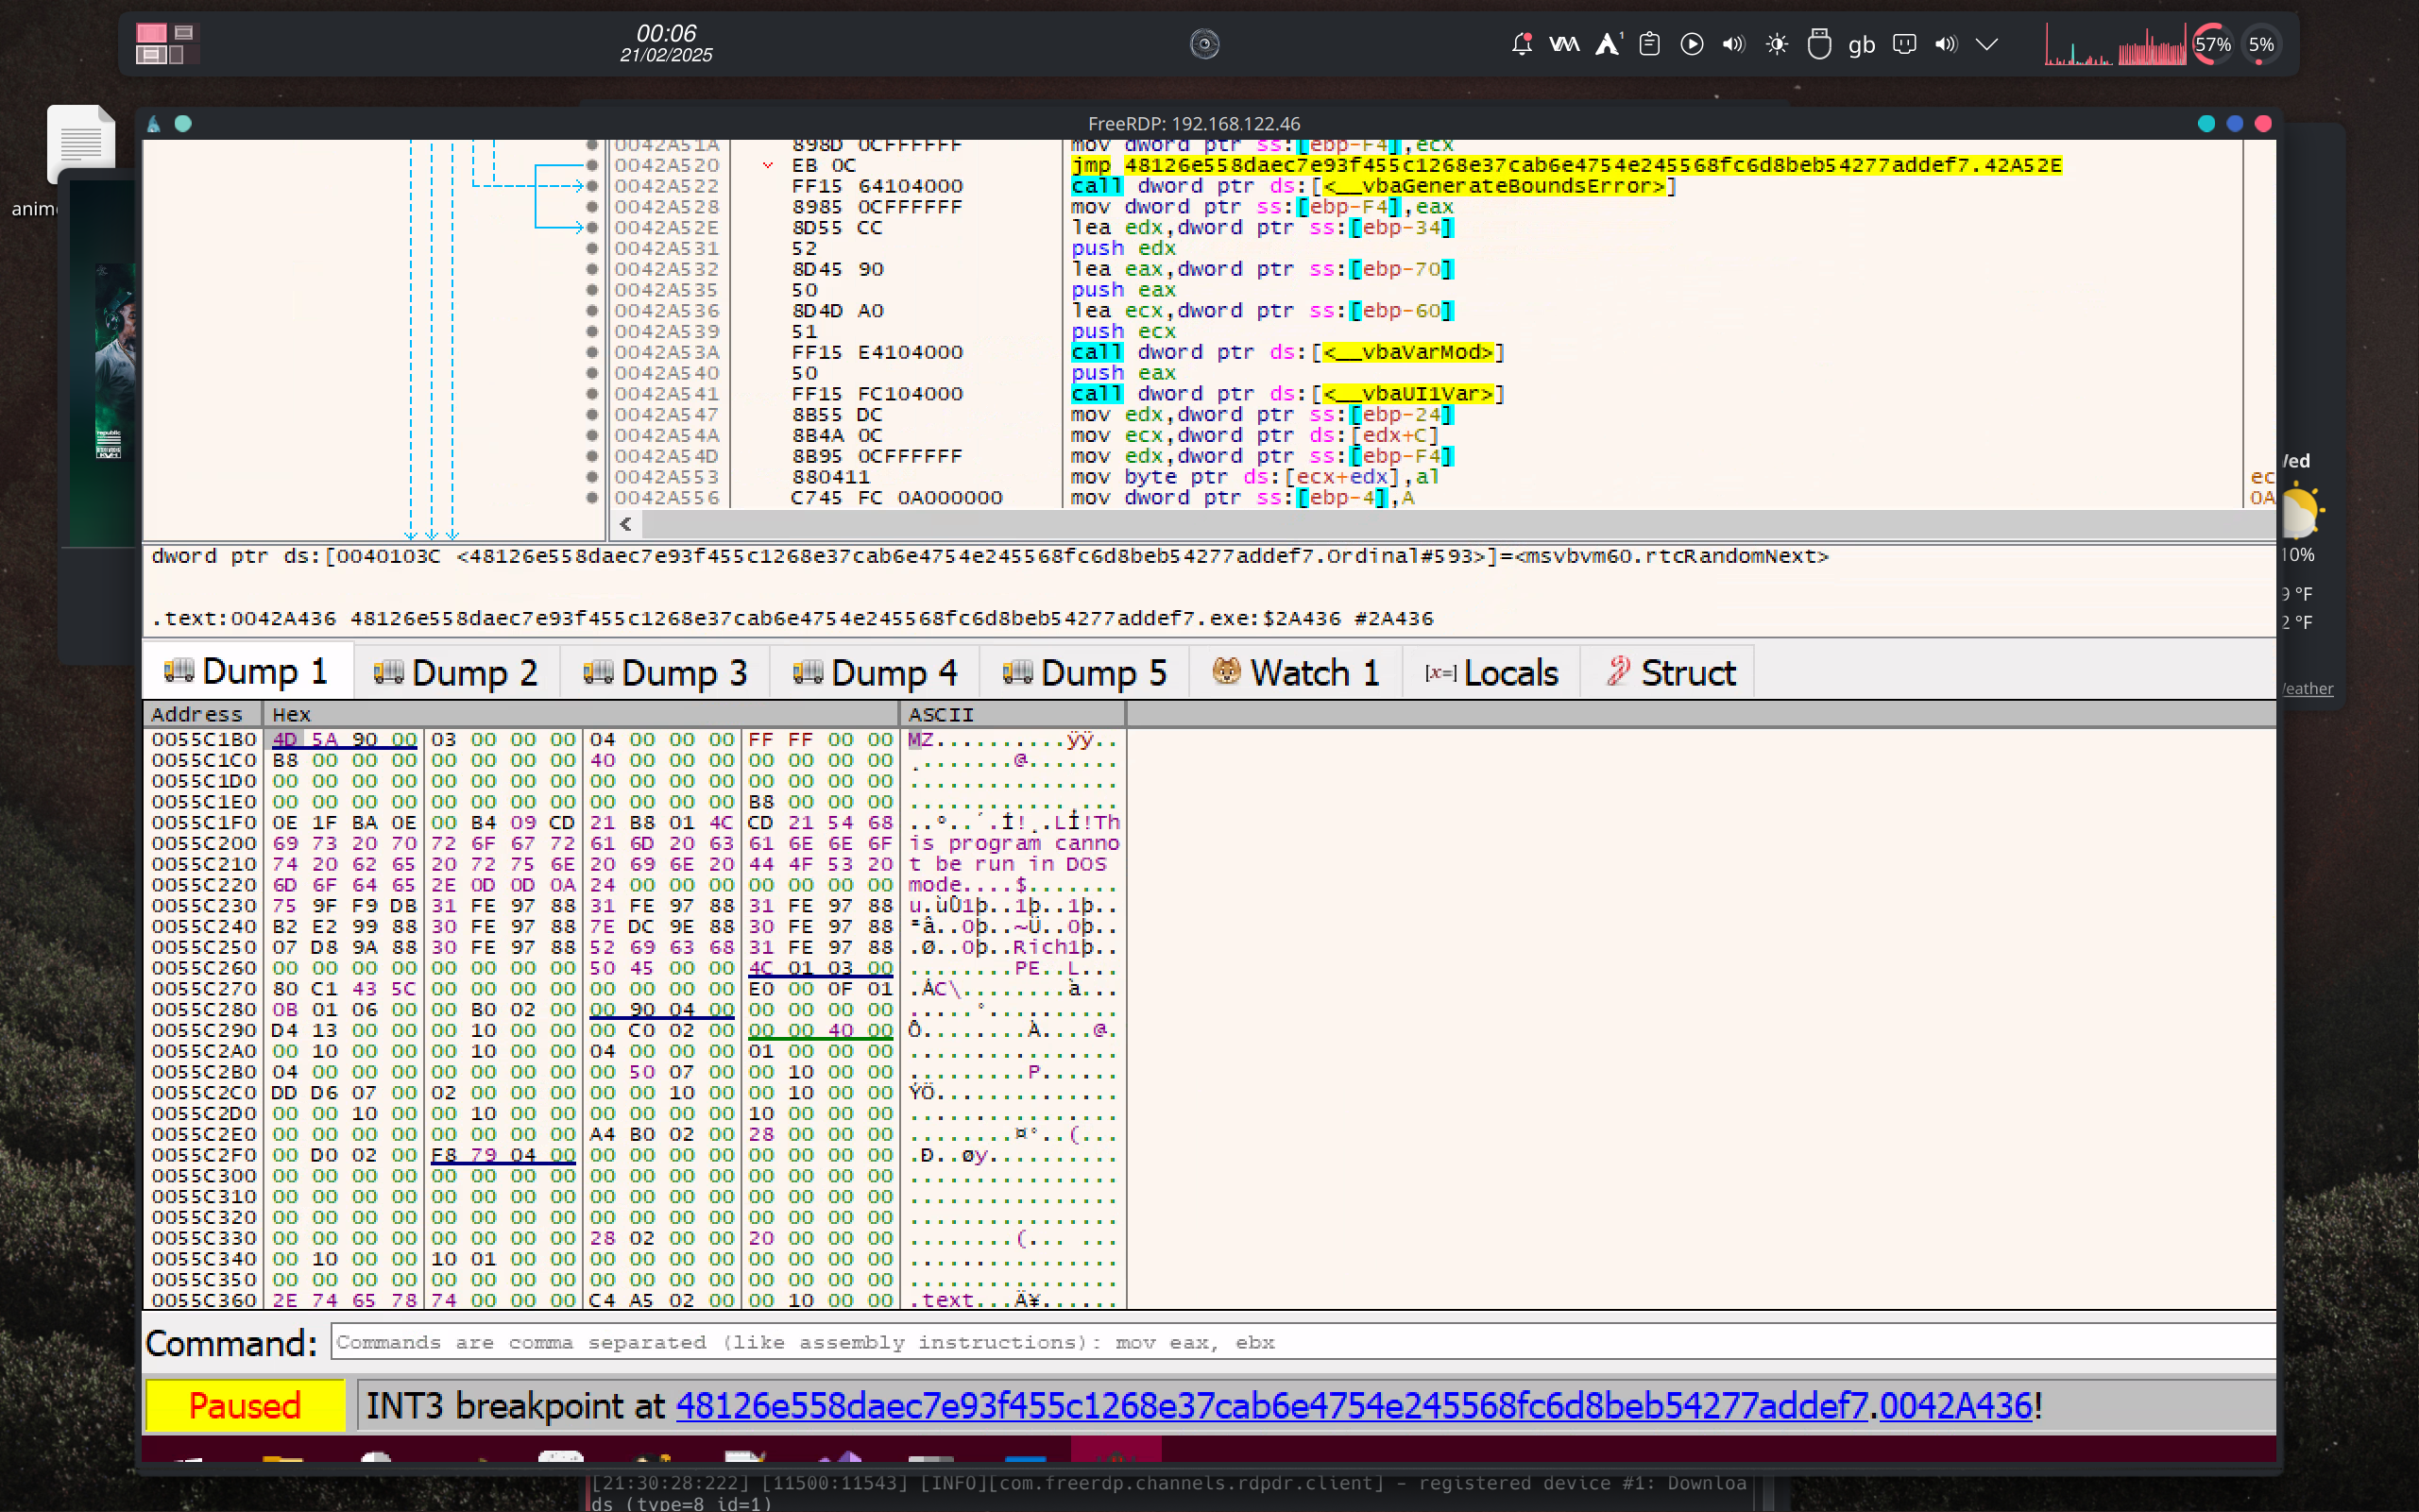 00:06
21/02/2025
gb
57%
5%
FreeRDP: 192.168.122.46
0042A51A 898D 0CFFFFFF mov dword ptr ss:[ebp-F4],ecx
0042A520 EB 0C jmp 48126e558daec7e93f455c1268e37cab6e4754e245568fc6d8beb54277addef7.42A52E
0042A522 FF15 64104000 call dword ptr ds:[<__vbaGenerateBoundsError>]
0042A528 8985 0CFFFFFF mov dword ptr ss:[ebp-F4],eax
0042A52E 8D55 CC lea edx,dword ptr ss:[ebp-34]
0042A531 52 push edx
0042A532 8D45 90 lea eax,dword ptr ss:[ebp-70]
0042A535 50 push eax
0042A536 8D4D A0 lea ecx,dword ptr ss:[ebp-60]
0042A539 51 push ecx
0042A53A FF15 E4104000 call dword ptr ds:[<__vbaVarMod>]
0042A540 50 push eax
0042A541 FF15 FC104000 call dword ptr ds:[<__vbaUI1Var>]
0042A547 8B55 DC mov edx,dword ptr ss:[ebp-24]
0042A54A 8B4A 0C mov ecx,dword ptr ds:[edx+C]
0042A54D 8B95 0CFFFFFF mov edx,dword ptr ss:[ebp-F4]
0042A553 880411 mov byte ptr ds:[ecx+edx],al
0042A556 C745 FC 0A000000 mov dword ptr ss:[ebp-4],A
ec
0A
dword ptr ds:[0040103C <48126e558daec7e93f455c1268e37cab6e4754e245568fc6d8beb54277addef7.Ordinal#593>]=<msvbvm60.rtcRandomNext>
.text:0042A436 48126e558daec7e93f455c1268e37cab6e4754e245568fc6d8beb54277addef7.exe:$2A436 #2A436
Dump 1 Dump 2 Dump 3 Dump 4 Dump 5 Watch 1 [x=] Locals Struct
Address Hex ASCII
0055C1B0 4D 5A 90 00 03 00 00 00 04 00 00 00 FF FF 00 00 MZ..........ÿÿ..
0055C1C0 B8 00 00 00 00 00 00 00 40 00 00 00 00 00 00 00 ¸.......@.......
0055C1D0 00 00 00 00 00 00 00 00 00 00 00 00 00 00 00 00 ................
0055C1E0 00 00 00 00 00 00 00 00 00 00 00 00 B8 00 00 00 ............¸...
0055C1F0 0E 1F BA 0E 00 B4 09 CD 21 B8 01 4C CD 21 54 68 ..º..´.Í!¸.LÍ!Th
0055C200 69 73 20 70 72 6F 67 72 61 6D 20 63 61 6E 6E 6F is program canno
0055C210 74 20 62 65 20 72 75 6E 20 69 6E 20 44 4F 53 20 t be run in DOS
0055C220 6D 6F 64 65 2E 0D 0D 0A 24 00 00 00 00 00 00 00 mode....$.......
0055C230 75 9F F9 DB 31 FE 97 88 31 FE 97 88 31 FE 97 88 u.ùÛ1þ..1þ..1þ..
0055C240 B2 E2 99 88 30 FE 97 88 7E DC 9E 88 30 FE 97 88 ²â..0þ..~Ü..0þ..
0055C250 07 D8 9A 88 30 FE 97 88 52 69 63 68 31 FE 97 88 .Ø..0þ..Rich1þ..
0055C260 00 00 00 00 00 00 00 00 50 45 00 00 4C 01 03 00 ........PE..L...
0055C270 80 C1 43 5C 00 00 00 00 00 00 00 00 E0 00 0F 01 .ÁC\........à...
0055C280 0B 01 06 00 00 B0 02 00 00 90 04 00 00 00 00 00 .....°..........
0055C290 D4 13 00 00 00 10 00 00 00 C0 02 00 00 00 40 00 Ô........À....@.
0055C2A0 00 10 00 00 00 10 00 00 04 00 00 00 01 00 00 00 ................
0055C2B0 04 00 00 00 00 00 00 00 00 50 07 00 00 10 00 00 .........P......
0055C2C0 DD D6 07 00 02 00 00 00 00 00 10 00 00 10 00 00 ÝÖ..............
0055C2D0 00 00 10 00 00 10 00 00 00 00 00 00 10 00 00 00 ................
0055C2E0 00 00 00 00 00 00 00 00 A4 B0 02 00 28 00 00 00 ........¤°..(...
0055C2F0 00 D0 02 00 F8 79 04 00 00 00 00 00 00 00 00 00 .Ð..øy..........
0055C300 00 00 00 00 00 00 00 00 00 00 00 00 00 00 00 00 ................
0055C310 00 00 00 00 00 00 00 00 00 00 00 00 00 00 00 00 ................
0055C320 00 00 00 00 00 00 00 00 00 00 00 00 00 00 00 00 ................
0055C330 00 00 00 00 00 00 00 00 28 02 00 00 20 00 00 00 ........(... ...
0055C340 00 10 00 00 10 01 00 00 00 00 00 00 00 00 00 00 ................
0055C350 00 00 00 00 00 00 00 00 00 00 00 00 00 00 00 00 ................
0055C360 2E 74 65 78 74 00 00 00 C4 A5 02 00 00 10 00 00 .text...Ä¥......
Command: Commands are comma separated (like assembly instructions): mov eax, ebx
Paused INT3 breakpoint at 48126e558daec7e93f455c1268e37cab6e4754e245568fc6d8beb54277addef7.0042A436!
[21:30:28:222] [11500:11543] [INFO][com.freerdp.channels.rdpdr.client] - registered device #1: Downloa
ds (type=8 id=1)